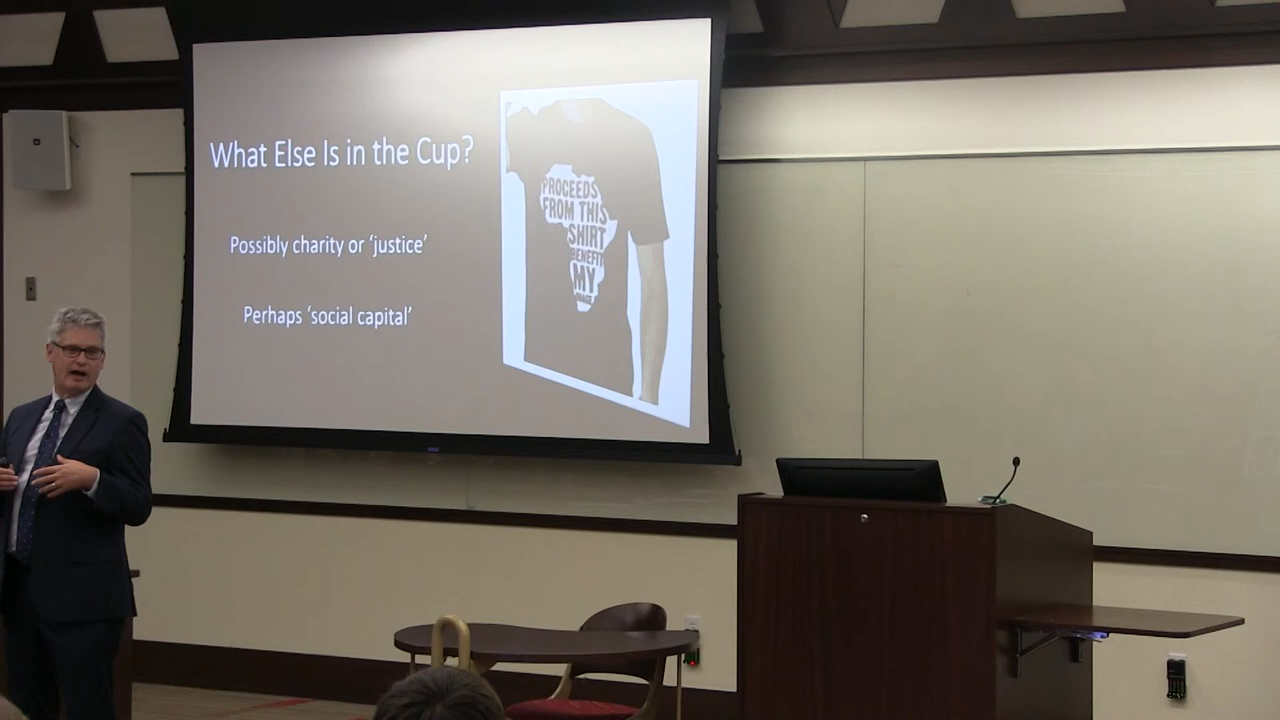 What Else Is in the Cup?
Possibly charity or ‘justice’
Perhaps ‘social capital’
PROCEEDS
FROM THIS
SHIRT
BENEFIT
MY
IMAGE